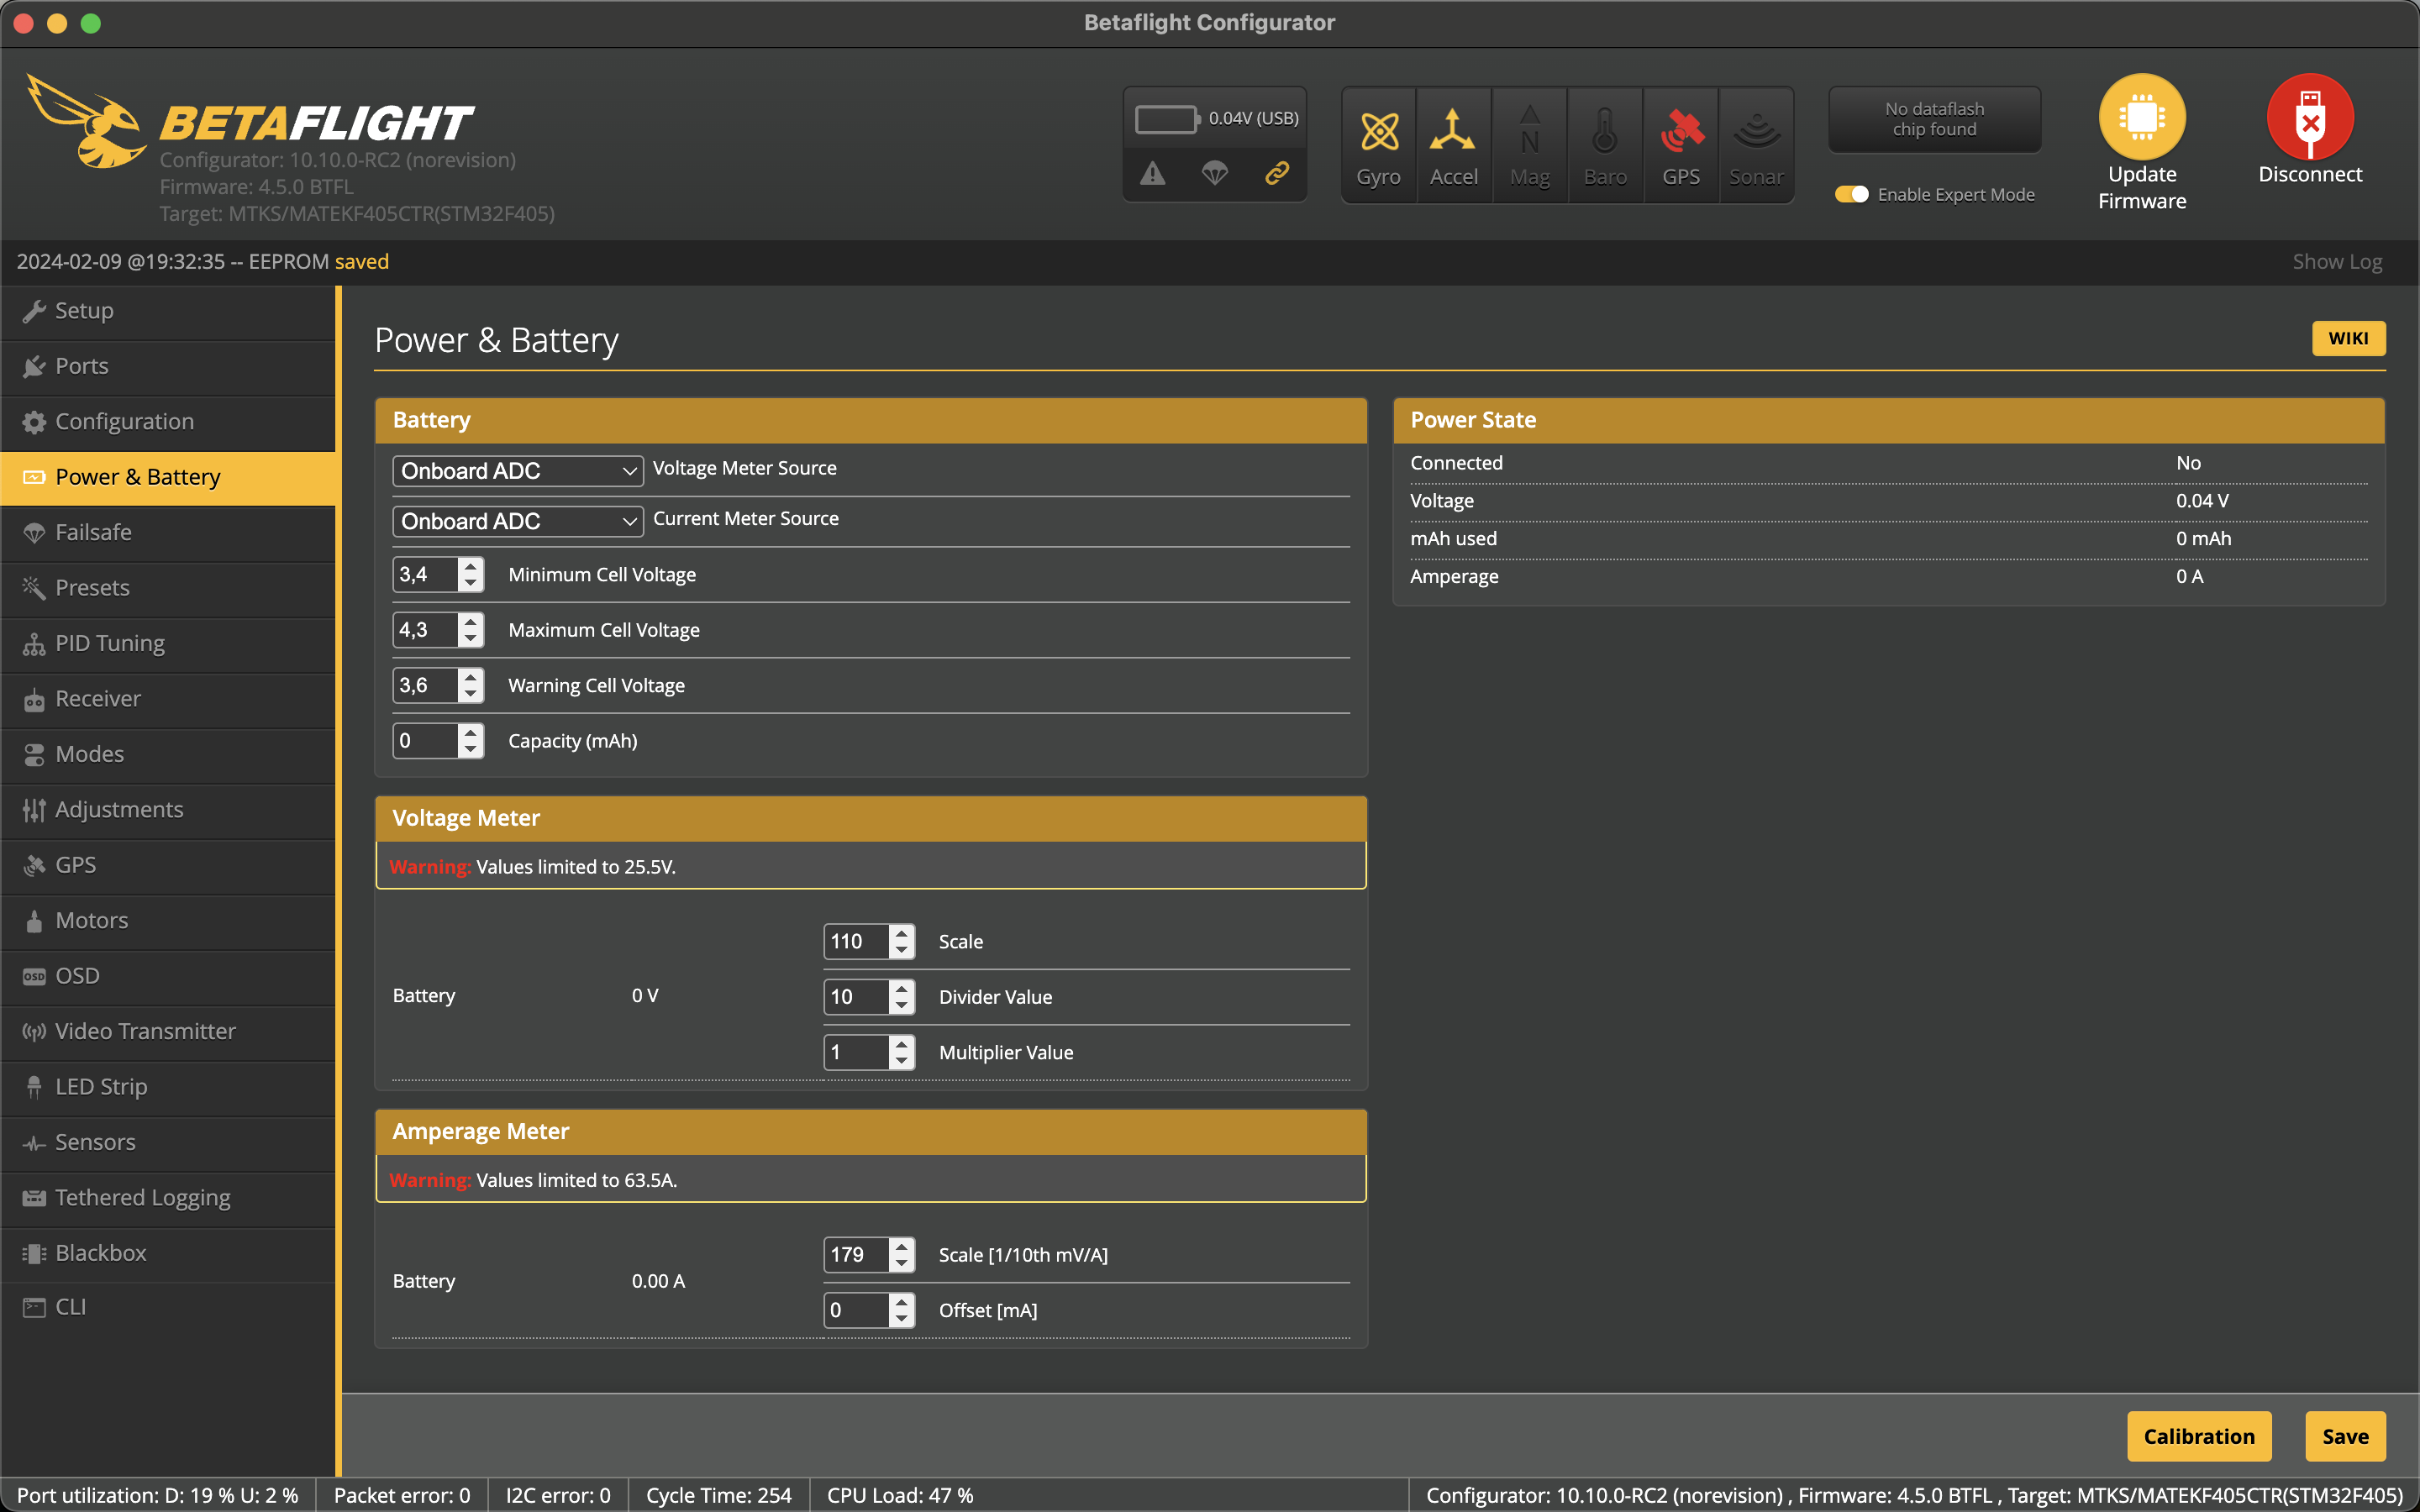 Betaflight Configurator
BETAFLIGHT
Configurator: 10.10.0-RC2 (norevision)
Firmware: 4.5.0 BTFL
Target: MTKS/MATEKF405CTR(STM32F405)
0.04V (USB)
Gyro
Accel
N
Mag
Baro
GPS
Sonar
No dataflash
chip found
Enable Expert Mode
Update
Firmware
Disconnect
2024-02-09 @19:32:35 -- EEPROM saved
Show Log
Setup
Ports
Configuration
Power & Battery
Failsafe
Presets
PID Tuning
Receiver
Modes
Adjustments
GPS
Motors
OSD OSD
Video Transmitter
LED Strip
Sensors
Tethered Logging
Blackbox
CLI
Power & Battery
WIKI
Battery
Onboard ADC Voltage Meter Source
Onboard ADC Current Meter Source
3,4 Minimum Cell Voltage
4,3 Maximum Cell Voltage
3,6 Warning Cell Voltage
0 Capacity (mAh)
Power State
Connected No
Voltage 0.04 V
mAh used 0 mAh
Amperage 0 A
Voltage Meter
Warning: Values limited to 25.5V.
Battery 0 V
110 Scale
10 Divider Value
1 Multiplier Value
Amperage Meter
Warning: Values limited to 63.5A.
Battery 0.00 A
179 Scale [1/10th mV/A]
0 Offset [mA]
Calibration
Save
Port utilization: D: 19 % U: 2 %
Packet error: 0
I2C error: 0
Cycle Time: 254
CPU Load: 47 %
Configurator: 10.10.0-RC2 (norevision) , Firmware: 4.5.0 BTFL , Target: MTKS/MATEKF405CTR(STM32F405)